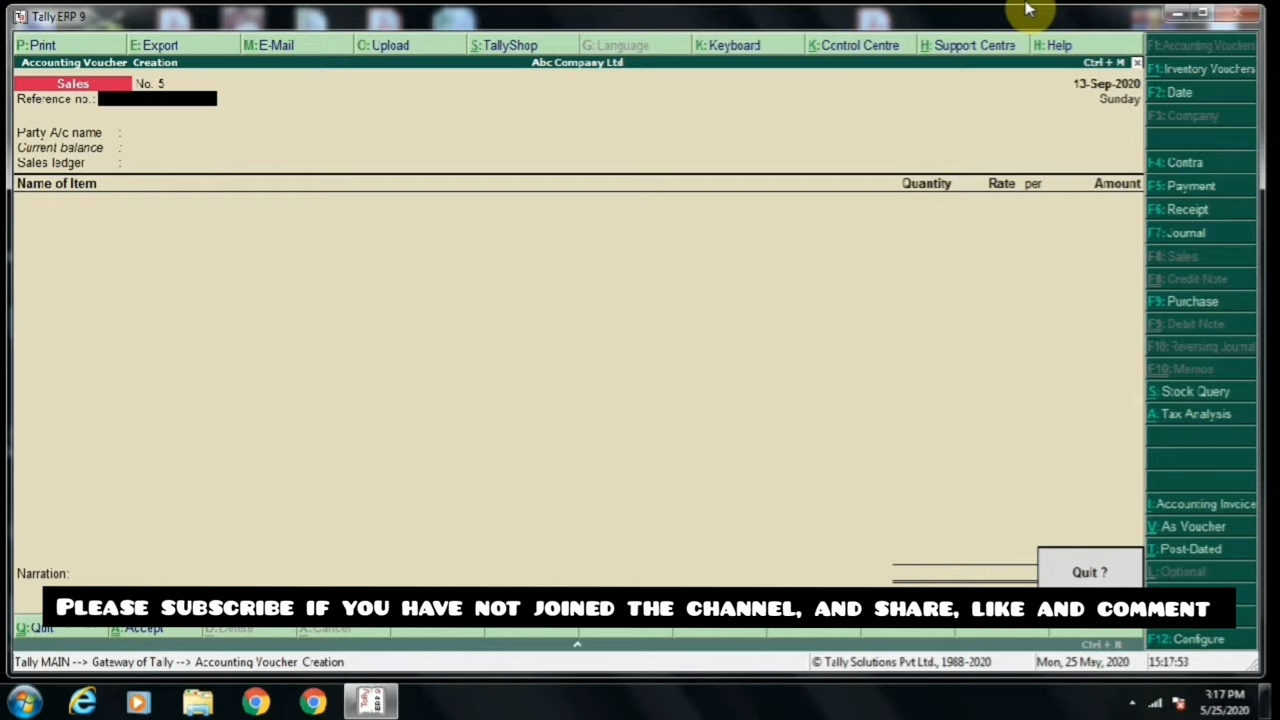 Tally.ERP 9
P: Print E: Export M: E-Mail O: Upload S: TallyShop G: Language K: Keyboard K: Control Centre H: Support Centre H: Help F1: Accounting Vouchers
Accounting Voucher Creation Abc Company Ltd Ctrl + M
F1: Inventory Vouchers
Sales No. 5 13-Sep-2020
F2: Date
Reference no.: Sunday
F3: Company
Party A/c name :
Current balance :
Sales ledger :
F4: Contra
Name of Item Quantity Rate per Amount
F5: Payment
F6: Receipt
F7: Journal
F8: Sales
F8: Credit Note
F9: Purchase
F9: Debit Note
F10: Reversing Journal
F10: Memos
S: Stock Query
A: Tax Analysis
I: Accounting Invoice
V: As Voucher
T: Post-Dated
Narration: Quit ? L: Optional
Please subscribe if you have not joined the channel, and share, like and comment
Q: Quit A: Accept D: Delete X: Cancel
F12: Configure
Ctrl + N
Tally MAIN --> Gateway of Tally --> Accounting Voucher Creation © Tally Solutions Pvt Ltd., 1988-2020 Mon, 25 May, 2020 15:17:53
3:17 PM
5/25/2020